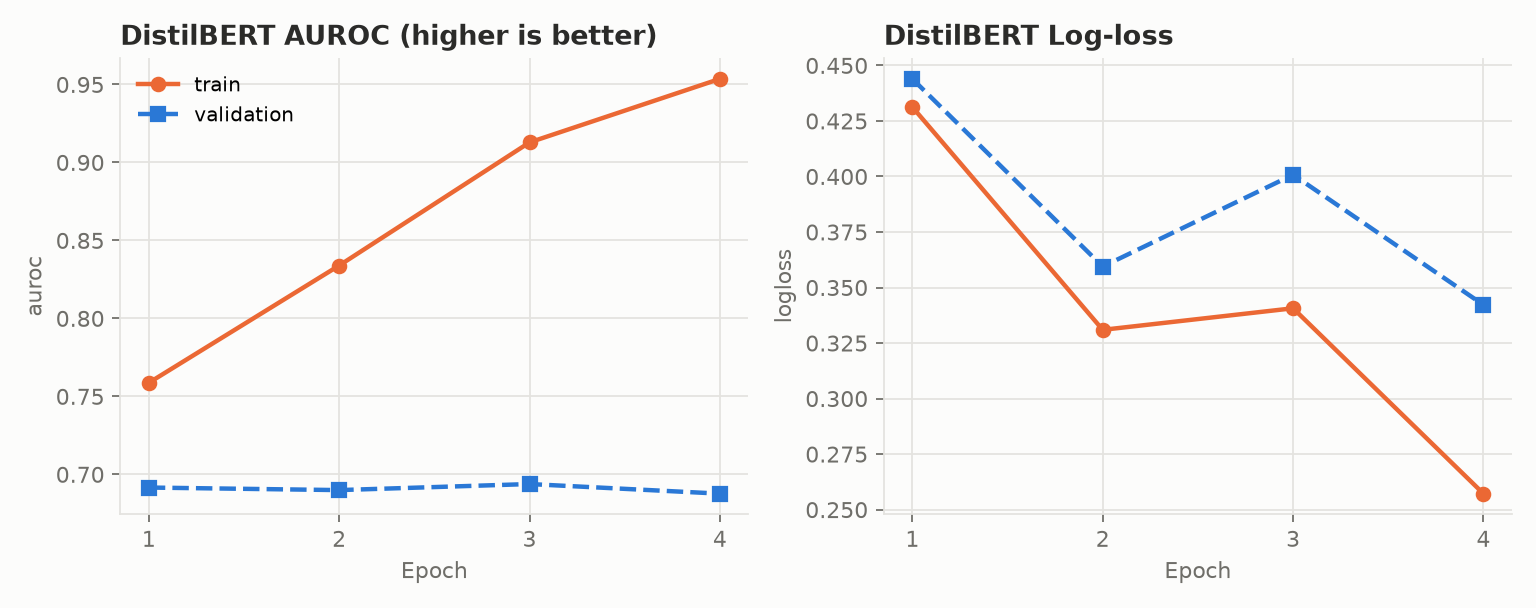 DistilBERT AUROC (higher is better)
train
validation
0.95
0.90
0.85
0.80
0.75
0.70
auroc
1 2 3 4
Epoch
DistilBERT Log-loss
0.450
0.425
0.400
0.375
0.350
0.325
0.300
0.275
0.250
logloss
1 2 3 4
Epoch